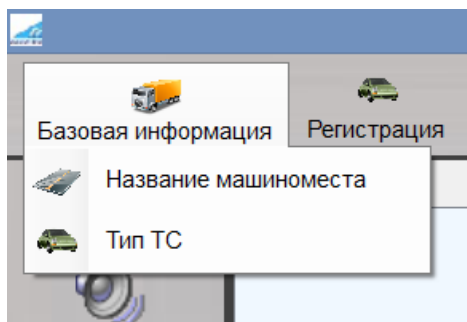 Базовая информация
Регистрация
Название машиноместа
Тип ТС